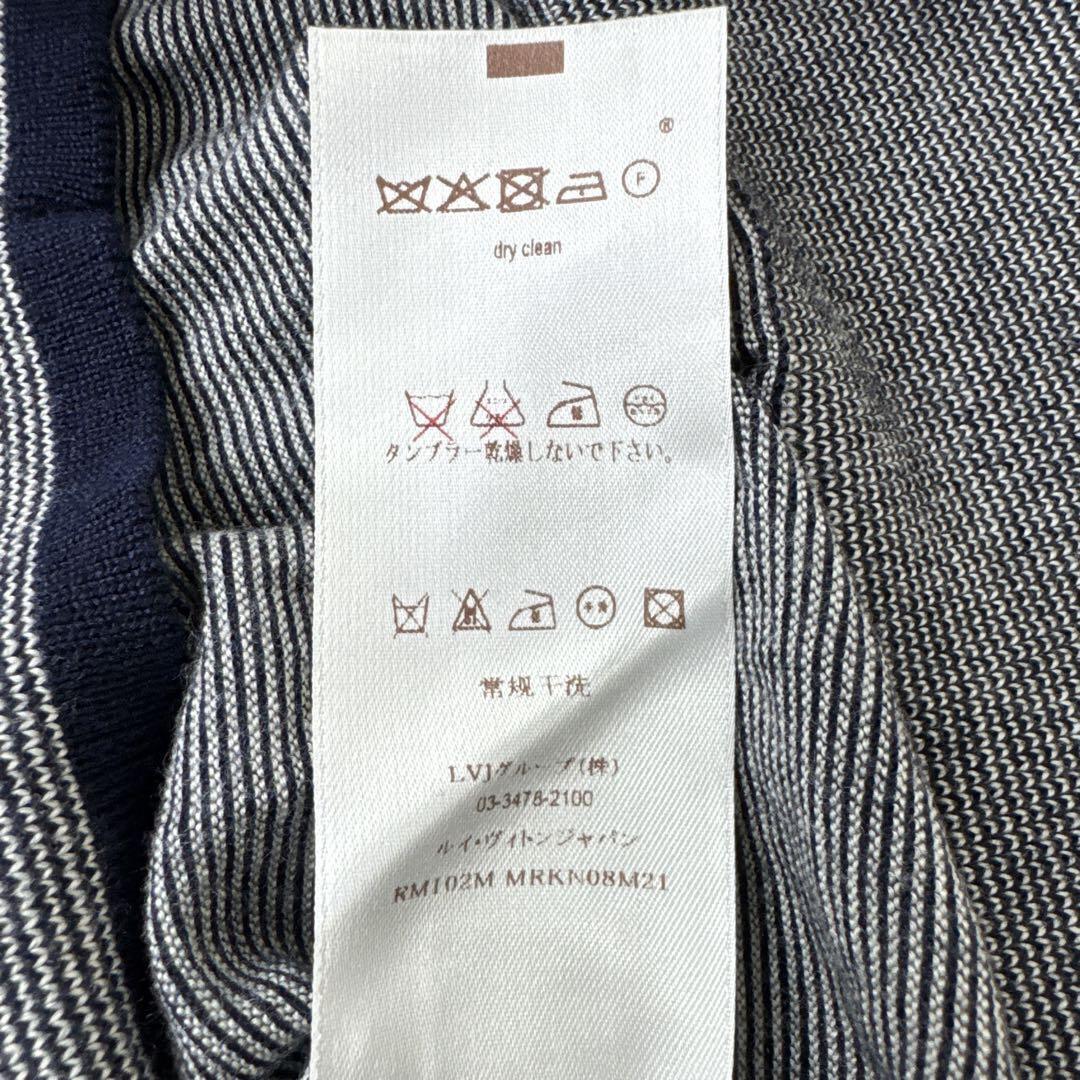 ®
F
dry clean
タンブラー乾燥しないで下さい。
常规干洗
LVJグループ(株)
03-3478-2100
ルイ・ヴィトンジャパン
RM102M MRKN08M21